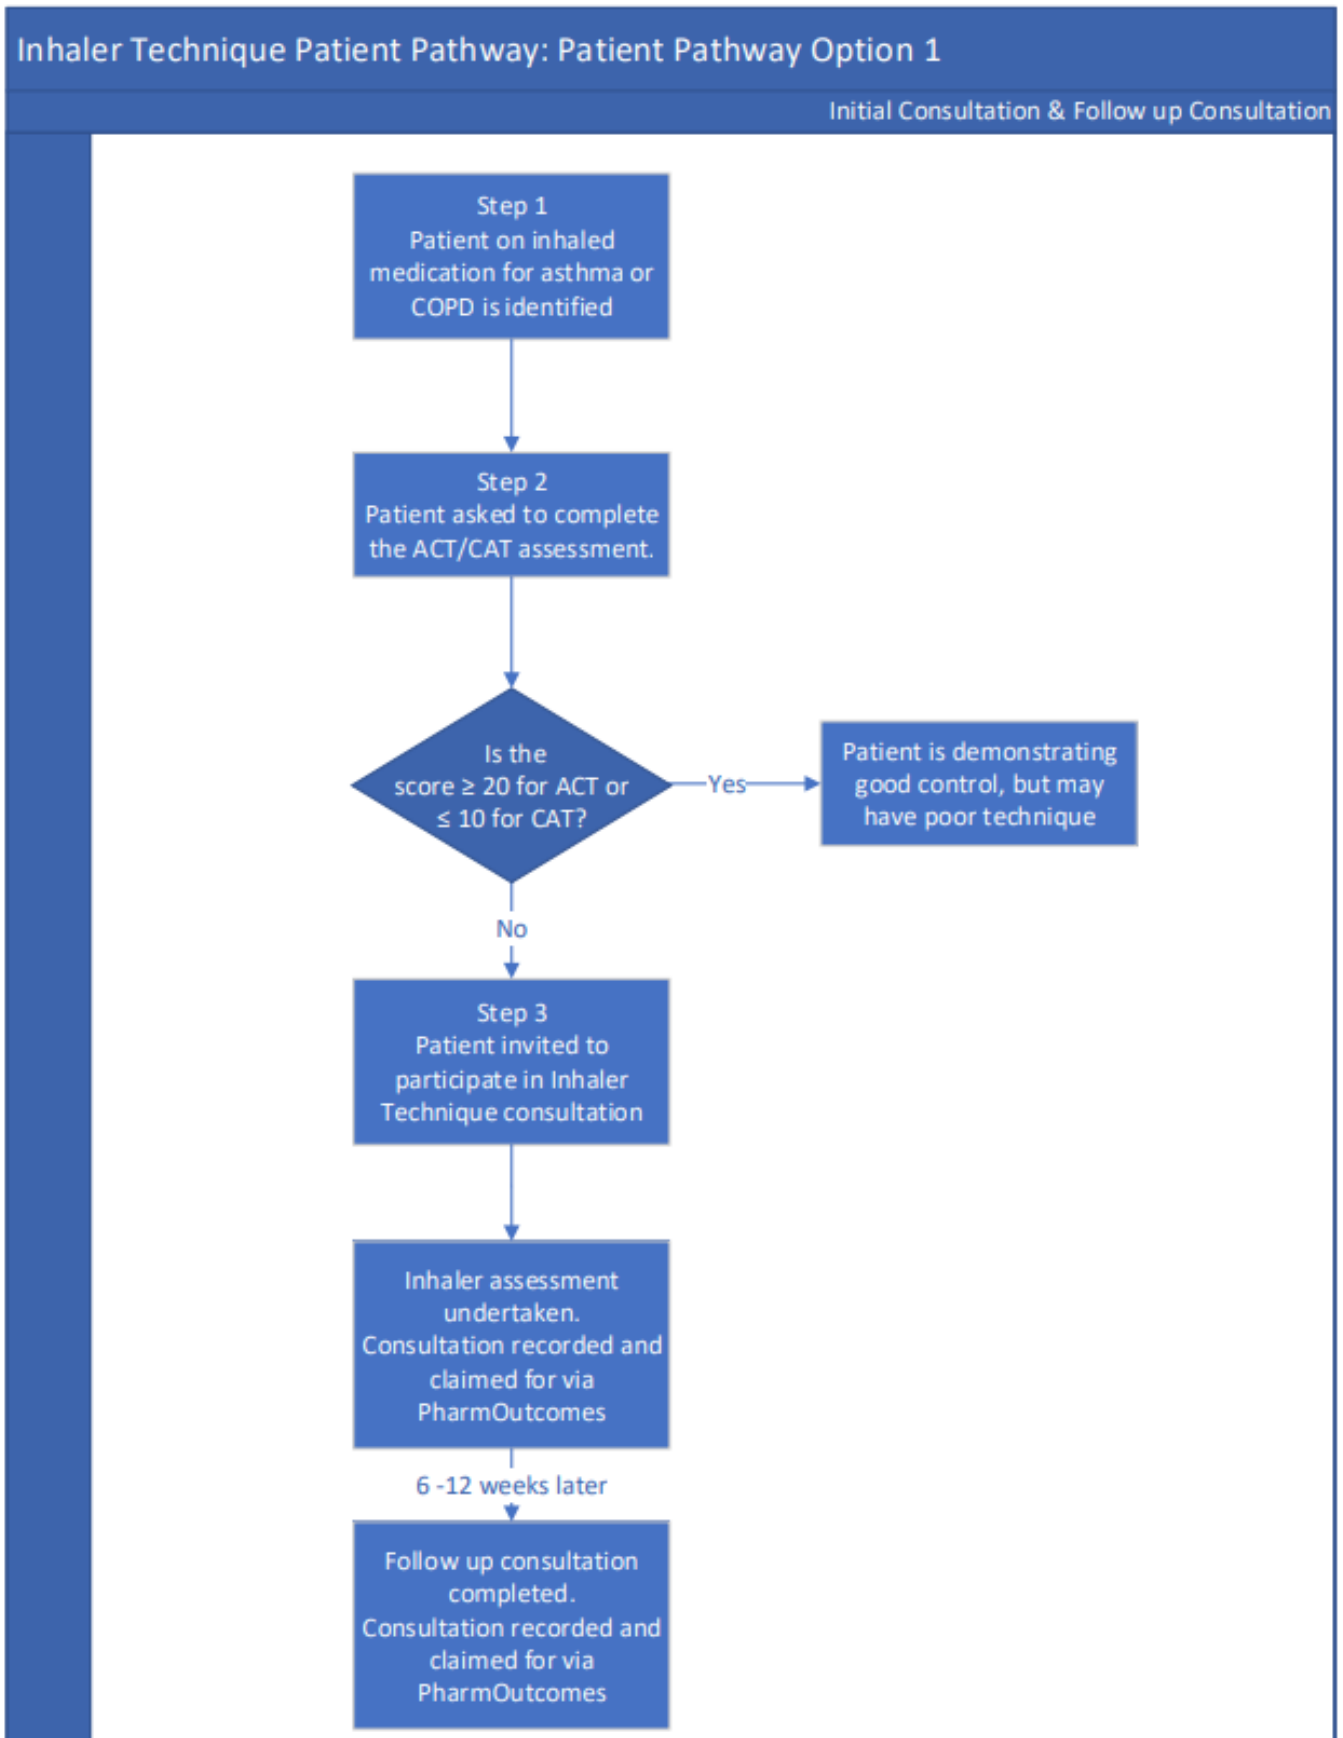 Inhaler Technique Patient Pathway: Patient Pathway Option 1
Initial Consultation & Follow up Consultation
Step 1
Patient on inhaled
medication for asthma or
COPD is identified
Step 2
Patient asked to complete
the ACT/CAT assessment.
Is the
score ≥ 20 for ACT or
≤ 10 for CAT?
Yes
Patient is demonstrating
good control, but may
have poor technique
No
Step 3
Patient invited to
participate in Inhaler
Technique consultation
Inhaler assessment
undertaken.
Consultation recorded and
claimed for via
PharmOutcomes
6 -12 weeks later
Follow up consultation
completed.
Consultation recorded and
claimed for via
PharmOutcomes